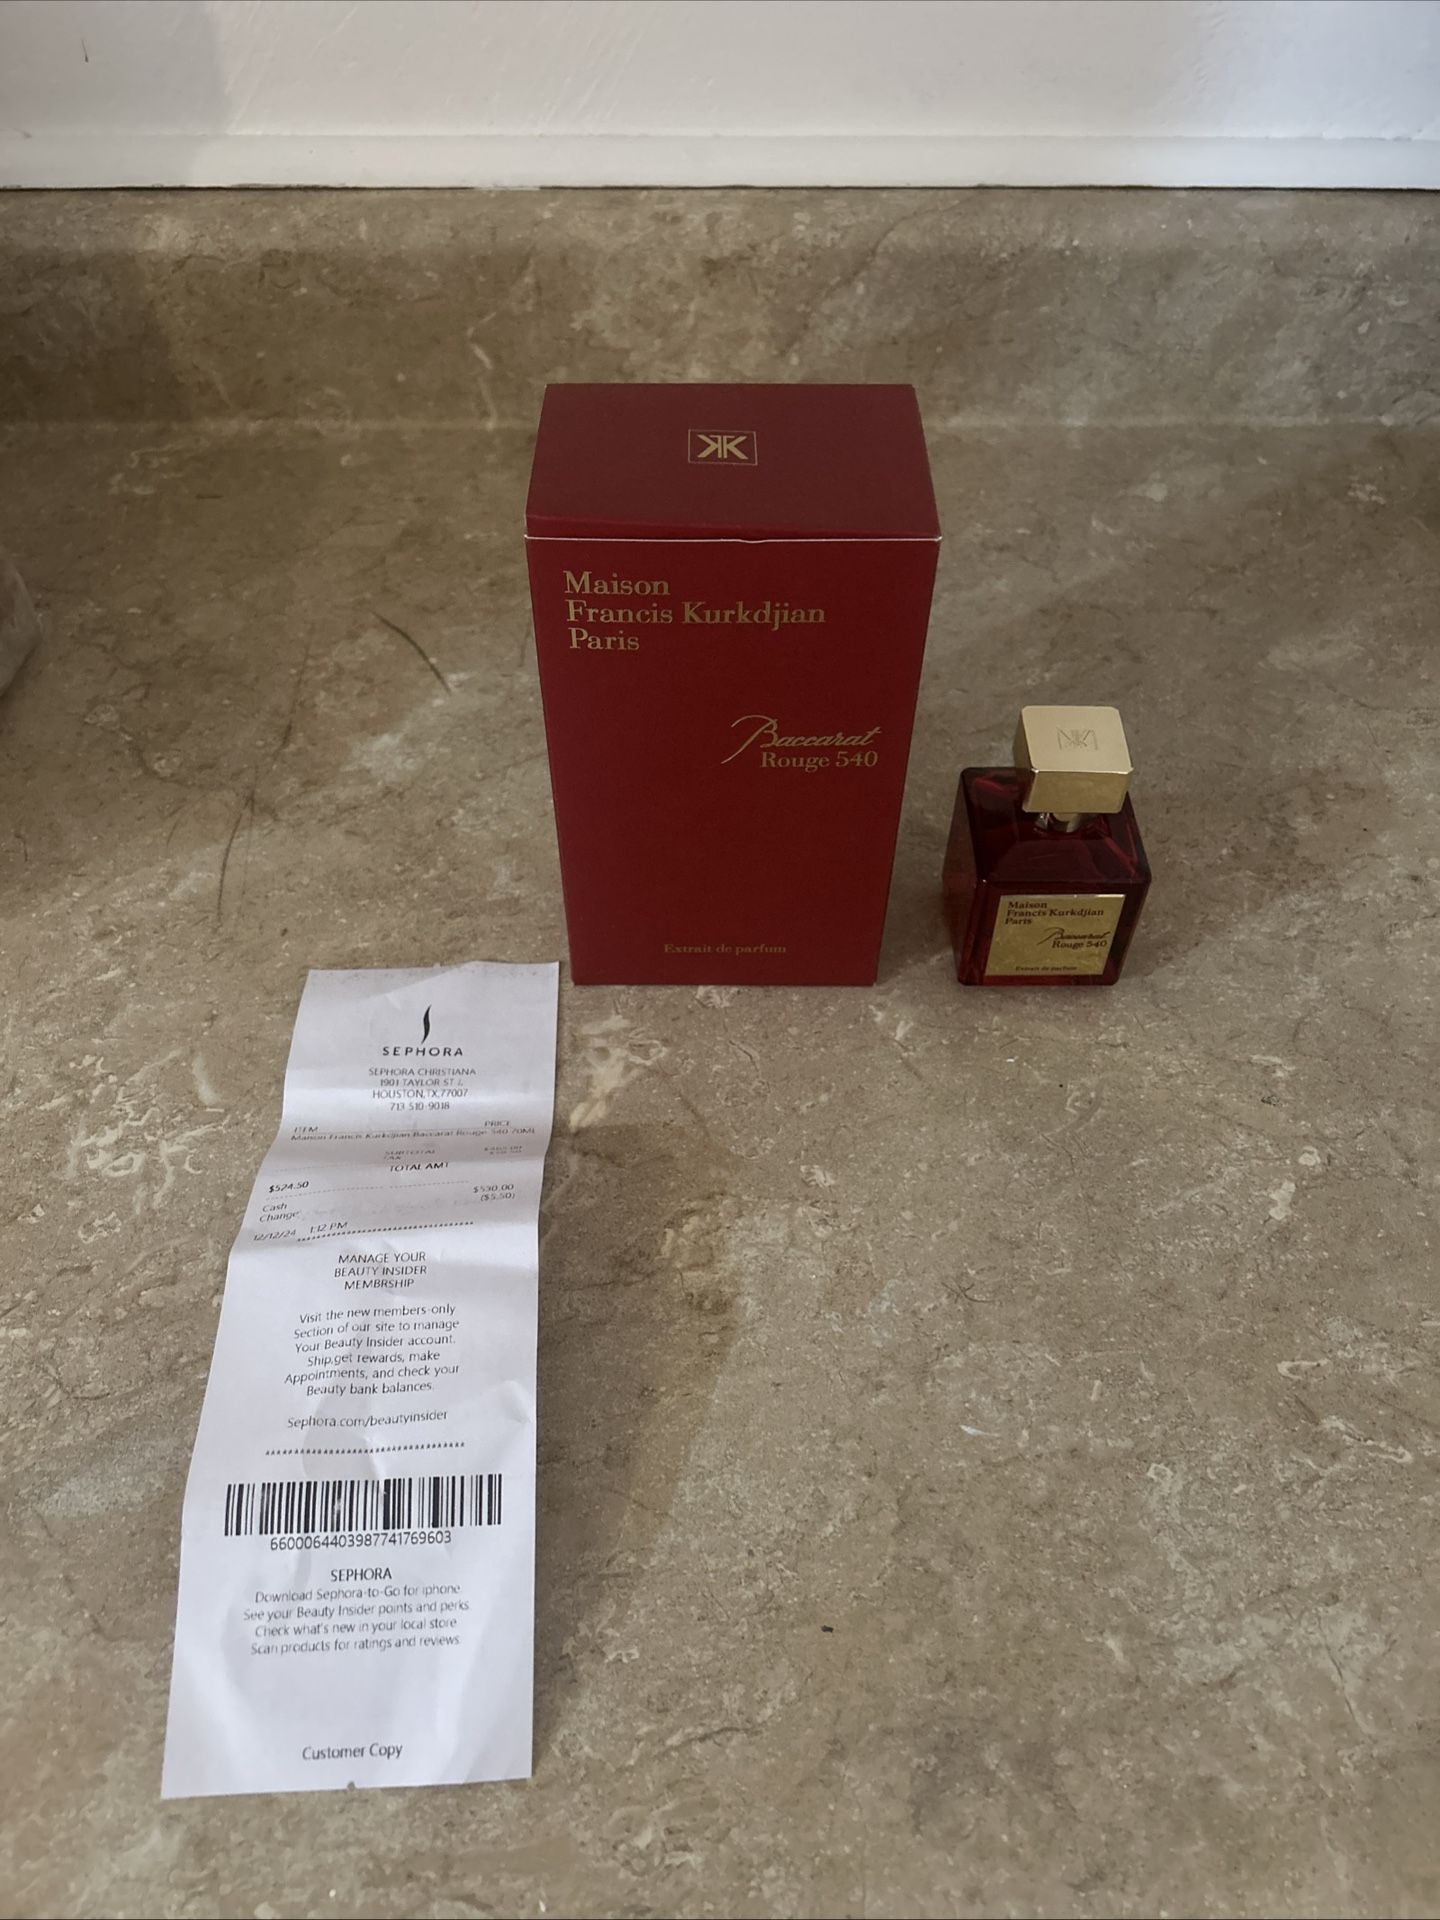 Maison
Francis Kurkdjian
Paris
Baccarat
Rouge 540
Extrait de parfum
Maison
Francis Kurkdjian
Paris
Baccarat
Rouge 540
Extrait de parfum
SEPHORA
SEPHORA CHRISTIANA
1901 TAYLOR ST
HOUSTON,TX,77007
713-510-9018
ITEM PRICE
Maison Francis Kurkdjian Baccarat Rouge 540 70ML
SUBTOTAL
TAX
TOTAL AMT
$524.50
Cash $530.00
Change ($5.50)
12/12/24 1:12 PM
MANAGE YOUR
BEAUTY INSIDER
MEMBRSHIP
Visit the new members-only
Section of our site to manage
Your Beauty Insider account.
Ship,get rewards, make
Appointments, and check your
Beauty bank balances.
Sephora.com/beautyinsider
***********************************
6600064403987741769603
SEPHORA
Download Sephora-to-Go for iphone
See your Beauty Insider points and perks
Check what's new in your local store
Scan products for ratings and reviews
Customer Copy